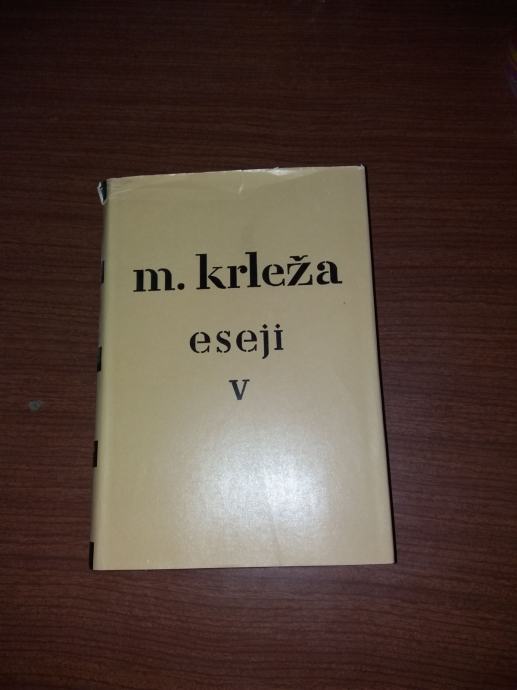 m. krleža
eseji
v